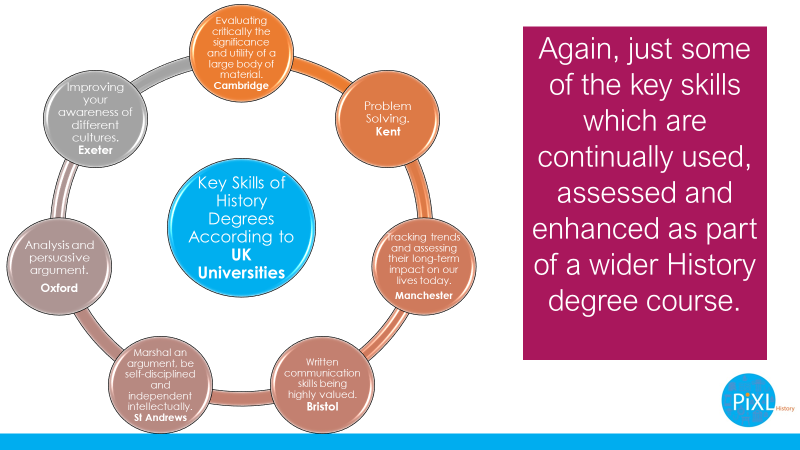 Evaluating
critically the
significance
and utility of a
large body of
material.
Cambridge
Problem
Solving.
Kent
Tracking trends
and assessing
their long-term
impact on our
lives today.
Manchester
Written
communication
skills being
highly valued.
Bristol
Marshal an
argument, be
self-disciplined
and
independent
intellectually.
St Andrews
Analysis and
persuasive
argument.
Oxford
Improving
your
awareness of
different
cultures.
Exeter
Key Skills of
History
Degrees
According to
UK
Universities
Again, just some
of the key skills
which are
continually used,
assessed and
enhanced as part
of a wider History
degree course.
PiXL
History